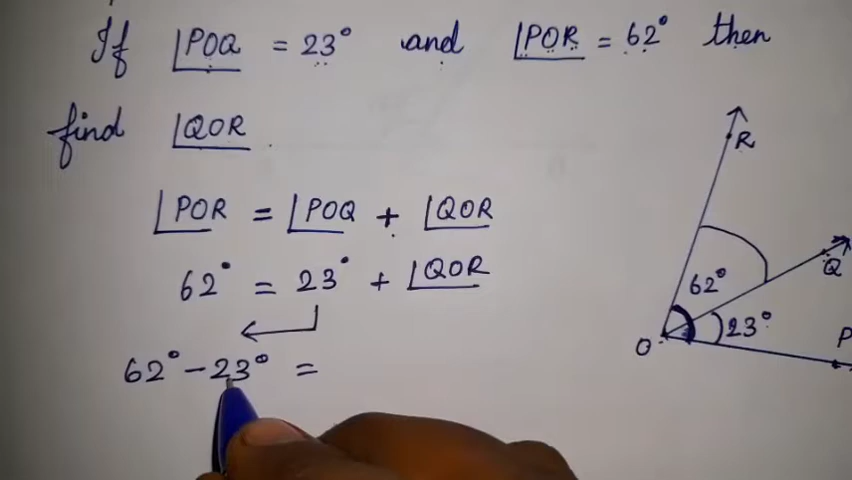 If ∠POQ = 23° and ∠POR = 62° then
find ∠QOR.
∠POR = ∠POQ + ∠QOR
62° = 23° + ∠QOR
62° - 23° =
R
Q
62°
23°
O
P